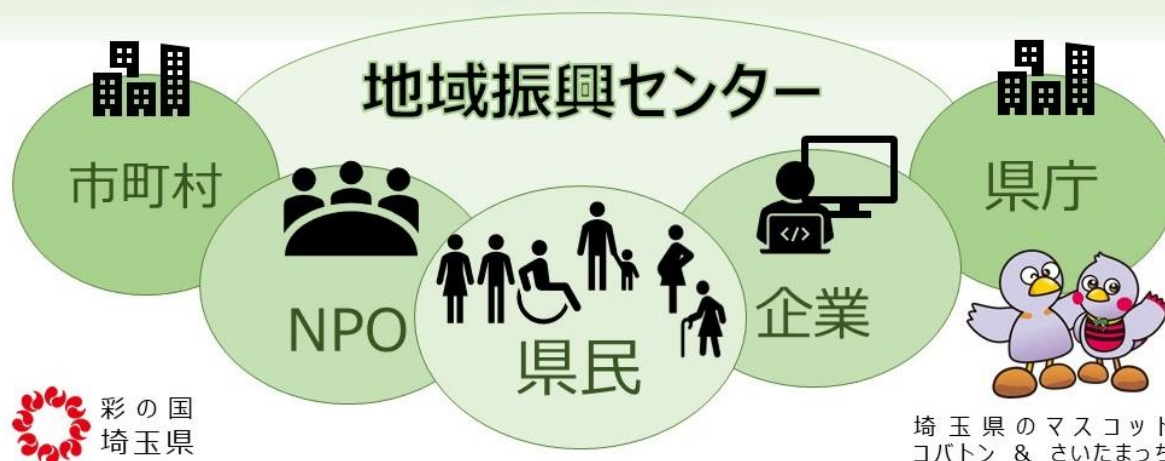 地域振興センター
市町村
県庁
NPO
県民
企業
</>
彩の国
埼玉県
埼玉県のマスコット
コバトン & さいたまっち